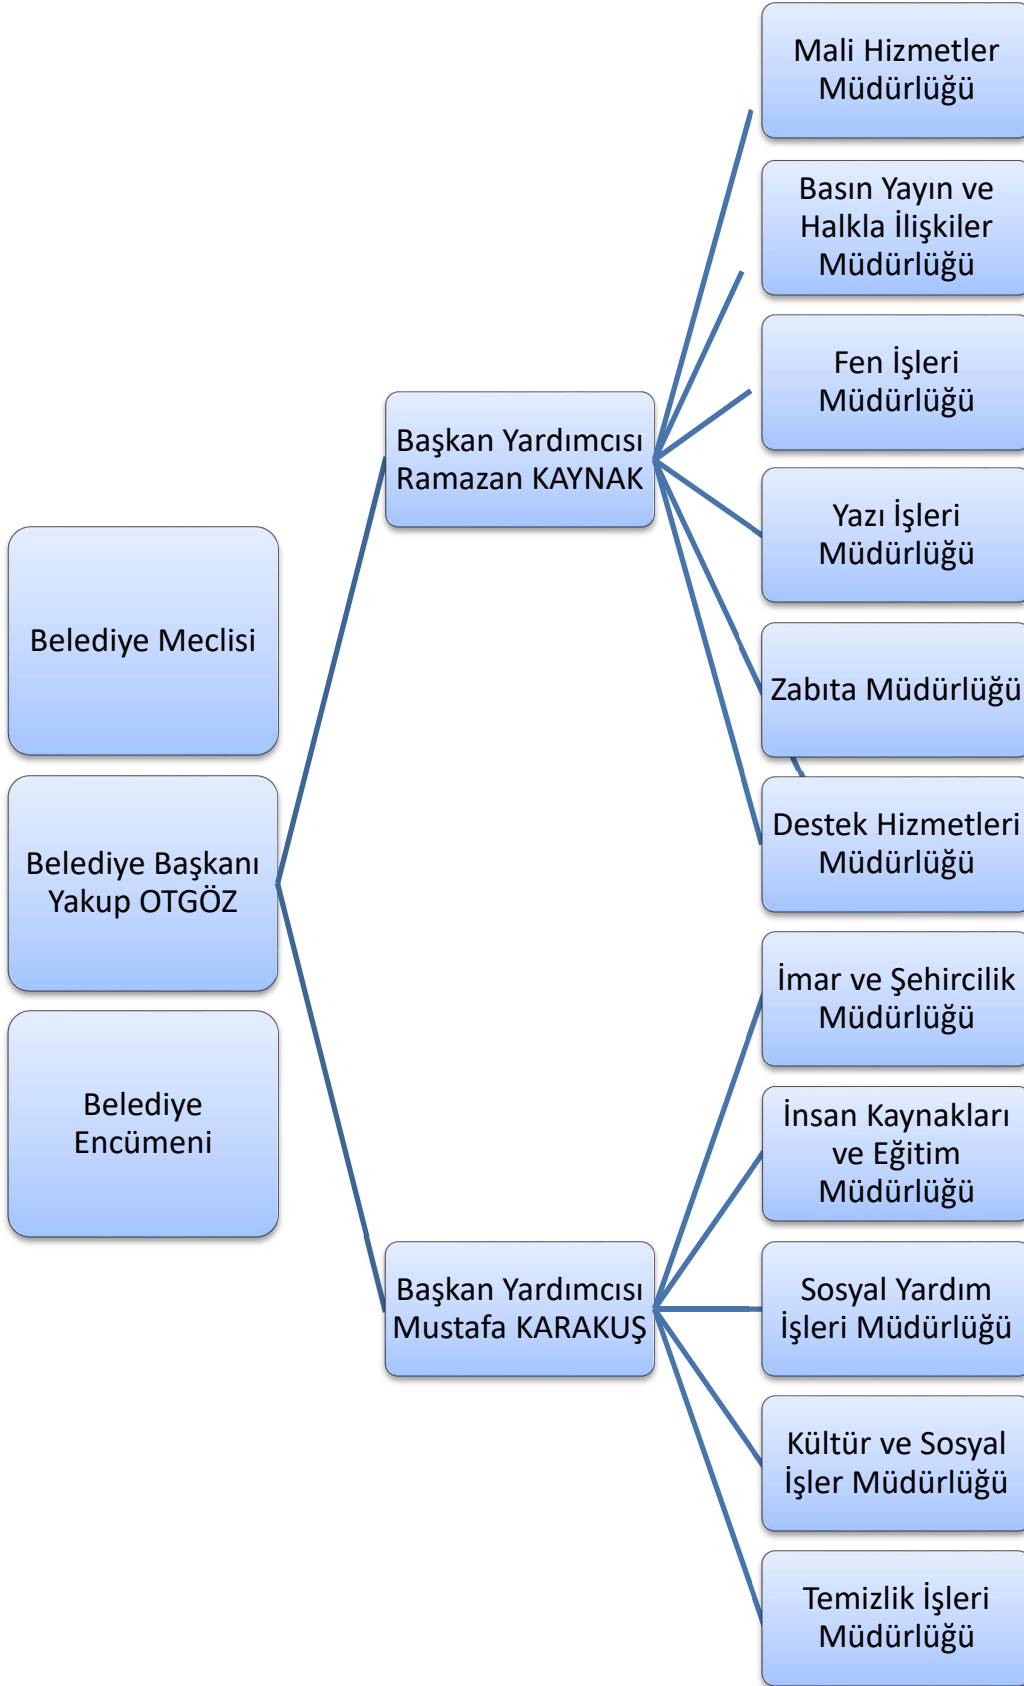 Belediye Meclisi
Belediye Başkanı
Yakup OTGÖZ
Belediye
Encümeni
Başkan Yardımcısı
Ramazan KAYNAK
Başkan Yardımcısı
Mustafa KARAKUŞ
Mali Hizmetler
Müdürlüğü
Basın Yayın ve
Halkla İlişkiler
Müdürlüğü
Fen İşleri
Müdürlüğü
Yazı İşleri
Müdürlüğü
Zabıta Müdürlüğü
Destek Hizmetleri
Müdürlüğü
İmar ve Şehircilik
Müdürlüğü
İnsan Kaynakları
ve Eğitim
Müdürlüğü
Sosyal Yardım
İşleri Müdürlüğü
Kültür ve Sosyal
İşler Müdürlüğü
Temizlik İşleri
Müdürlüğü